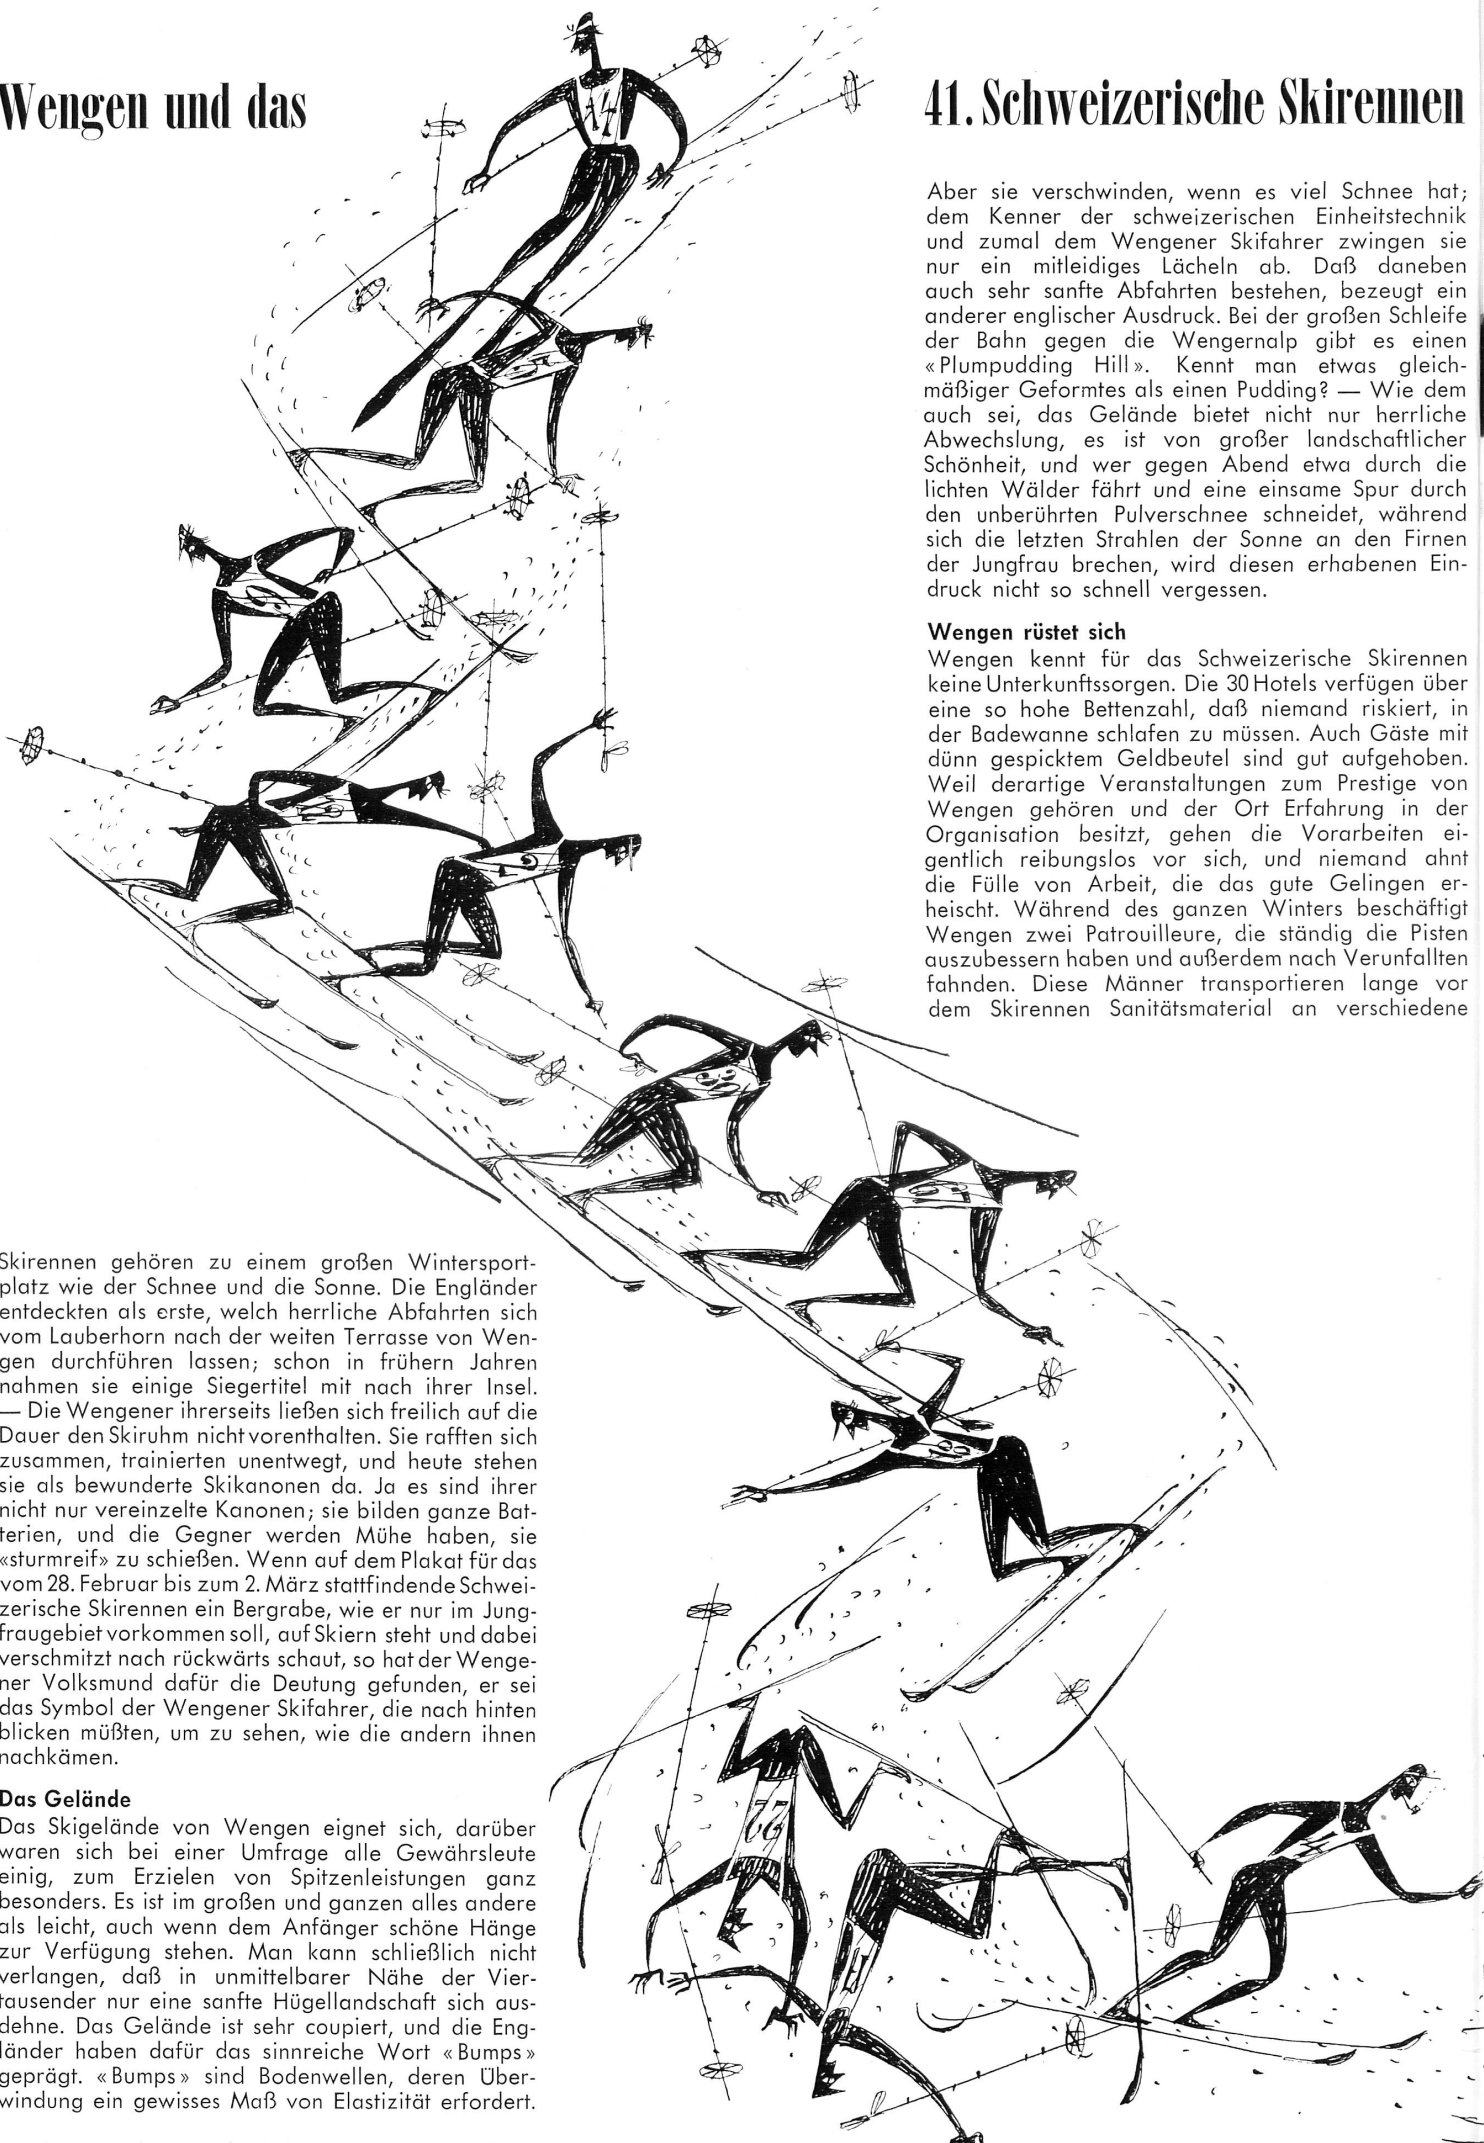 Wengen und das
41. Schweizerische Skirennen
Skirennen gehören zu einem großen Wintersport-
platz wie der Schnee und die Sonne. Die Engländer
entdeckten als erste, welch herrliche Abfahrten sich
vom Lauberhorn nach der weiten Terrasse von Wen-
gen durchführen lassen; schon in frühern Jahren
nahmen sie einige Siegertitel mit nach ihrer Insel.
— Die Wengener ihrerseits ließen sich freilich auf die
Dauer den Skiruhm nicht vorenthalten. Sie rafften sich
zusammen, trainierten unentwegt, und heute stehen
sie als bewunderte Skikanonen da. Ja es sind ihrer
nicht nur vereinzelte Kanonen; sie bilden ganze Bat-
terien, und die Gegner werden Mühe haben, sie
«sturmreif» zu schießen. Wenn auf dem Plakat für das
vom 28. Februar bis zum 2. März stattfindende Schwei-
zerische Skirennen ein Bergrabe, wie er nur im Jung-
fraugebiet vorkommen soll, auf Skiern steht und dabei
verschmitzt nach rückwärts schaut, so hat der Wenge-
ner Volksmund dafür die Deutung gefunden, er sei
das Symbol der Wengener Skifahrer, die nach hinten
blicken müßten, um zu sehen, wie die andern ihnen
nachkämen.
Das Gelände
Das Skigelände von Wengen eignet sich, darüber
waren sich bei einer Umfrage alle Gewährsleute
einig, zum Erzielen von Spitzenleistungen ganz
besonders. Es ist im großen und ganzen alles andere
als leicht, auch wenn dem Anfänger schöne Hänge
zur Verfügung stehen. Man kann schließlich nicht
verlangen, daß in unmittelbarer Nähe der Vier-
tausender nur eine sanfte Hügellandschaft sich aus-
dehne. Das Gelände ist sehr coupiert, und die Eng-
länder haben dafür das sinnreiche Wort «Bumps»
geprägt. «Bumps» sind Bodenwellen, deren Über-
windung ein gewisses Maß von Elastizität erfordert.
Aber sie verschwinden, wenn es viel Schnee hat;
dem Kenner der schweizerischen Einheitstechnik
und zumal dem Wengener Skifahrer zwingen sie
nur ein mitleidiges Lächeln ab. Daß daneben
auch sehr sanfte Abfahrten bestehen, bezeugt ein
anderer englischer Ausdruck. Bei der großen Schleife
der Bahn gegen die Wengernalp gibt es einen
«Plumpudding Hill». Kennt man etwas gleich-
mäßiger Geformtes als einen Pudding? — Wie dem
auch sei, das Gelände bietet nicht nur herrliche
Abwechslung, es ist von großer landschaftlicher
Schönheit, und wer gegen Abend etwa durch die
lichten Wälder fährt und eine einsame Spur durch
den unberührten Pulverschnee schneidet, während
sich die letzten Strahlen der Sonne an den Firnen
der Jungfrau brechen, wird diesen erhabenen Ein-
druck nicht so schnell vergessen.
Wengen rüstet sich
Wengen kennt für das Schweizerische Skirennen
keine Unterkunftssorgen. Die 30 Hotels verfügen über
eine so hohe Bettenzahl, daß niemand riskiert, in
der Badewanne schlafen zu müssen. Auch Gäste mit
dünn gespicktem Geldbeutel sind gut aufgehoben.
Weil derartige Veranstaltungen zum Prestige von
Wengen gehören und der Ort Erfahrung in der
Organisation besitzt, gehen die Vorarbeiten ei-
gentlich reibungslos vor sich, und niemand ahnt
die Fülle von Arbeit, die das gute Gelingen er-
heischt. Während des ganzen Winters beschäftigt
Wengen zwei Patrouilleure, die ständig die Pisten
auszubessern haben und außerdem nach Verunfallten
fahnden. Diese Männer transportieren lange vor
dem Skirennen Sanitätsmaterial an verschiedene
14
22